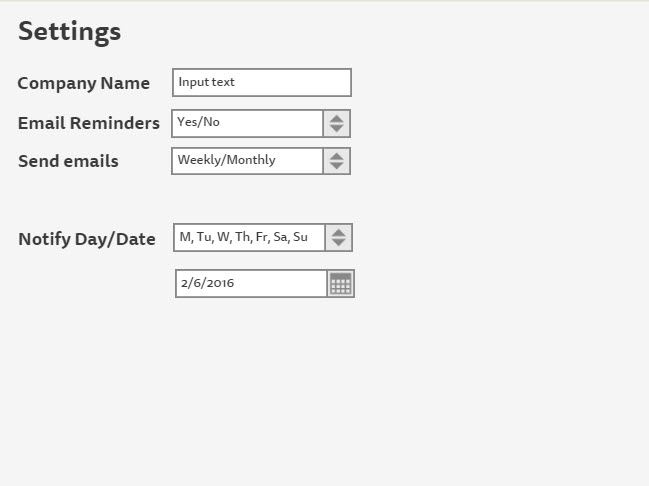 Settings
Company Name Input text
Email Reminders Yes/No
Send emails Weekly/Monthly
Notify Day/Date M, Tu, W, Th, Fr, Sa, Su
2/6/2016